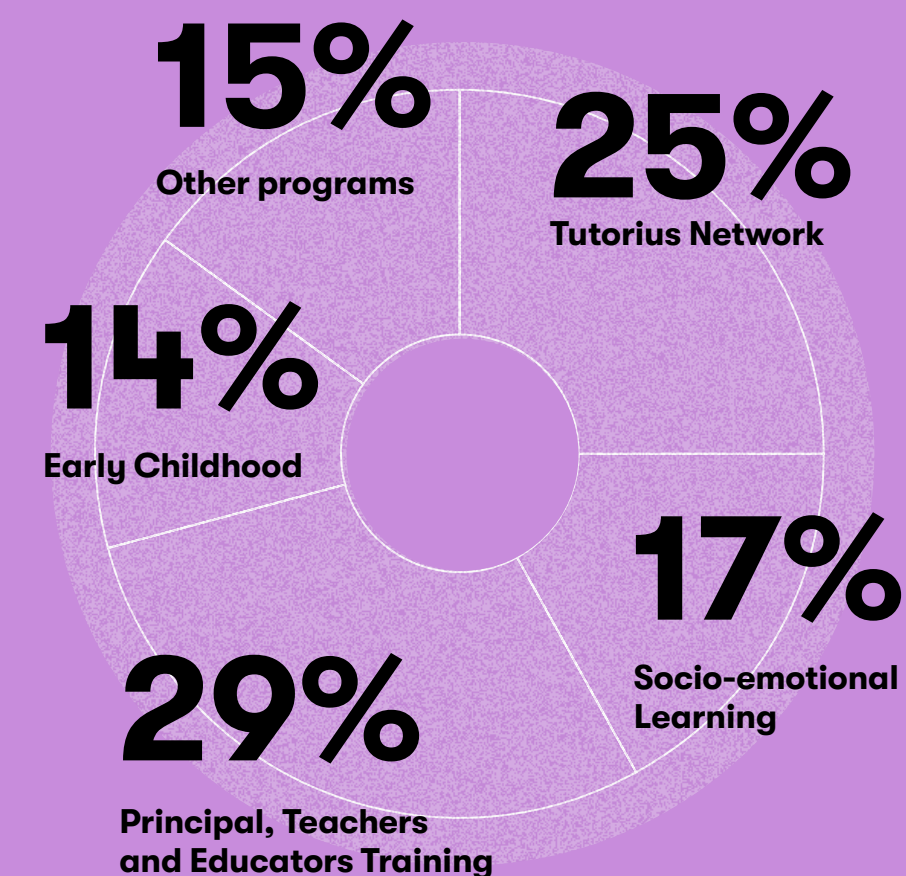 15%
Other programs
25%
Tutorius Network
14%
Early Childhood
17%
Socio-emotional
Learning
29%
Principal, Teachers
and Educators Training